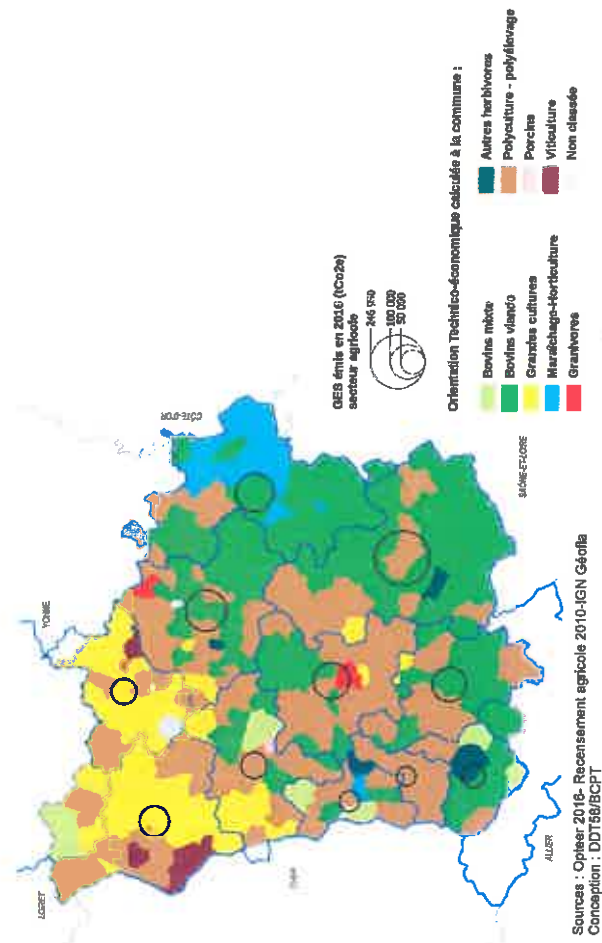 YONNE
CÔTE-D'OR
LOIRET
SAÔNE-ET-LOIRE
ALLIER
GES émis en 2016 (tCo2e)
secteur agricole
100 000
50 000
Orientation Technico-économique calculée à la commune :
Bovins mixte
Bovins viande
Grandes cultures
Maraîchage-Horticulture
Granivores
Autres herbivores
Polyculture - polyélevage
Porcins
Viticulture
Non classée
Sources : Opteer 2016- Recensement agricole 2010-IGN Géofla
Conception : DDT58/BCPT